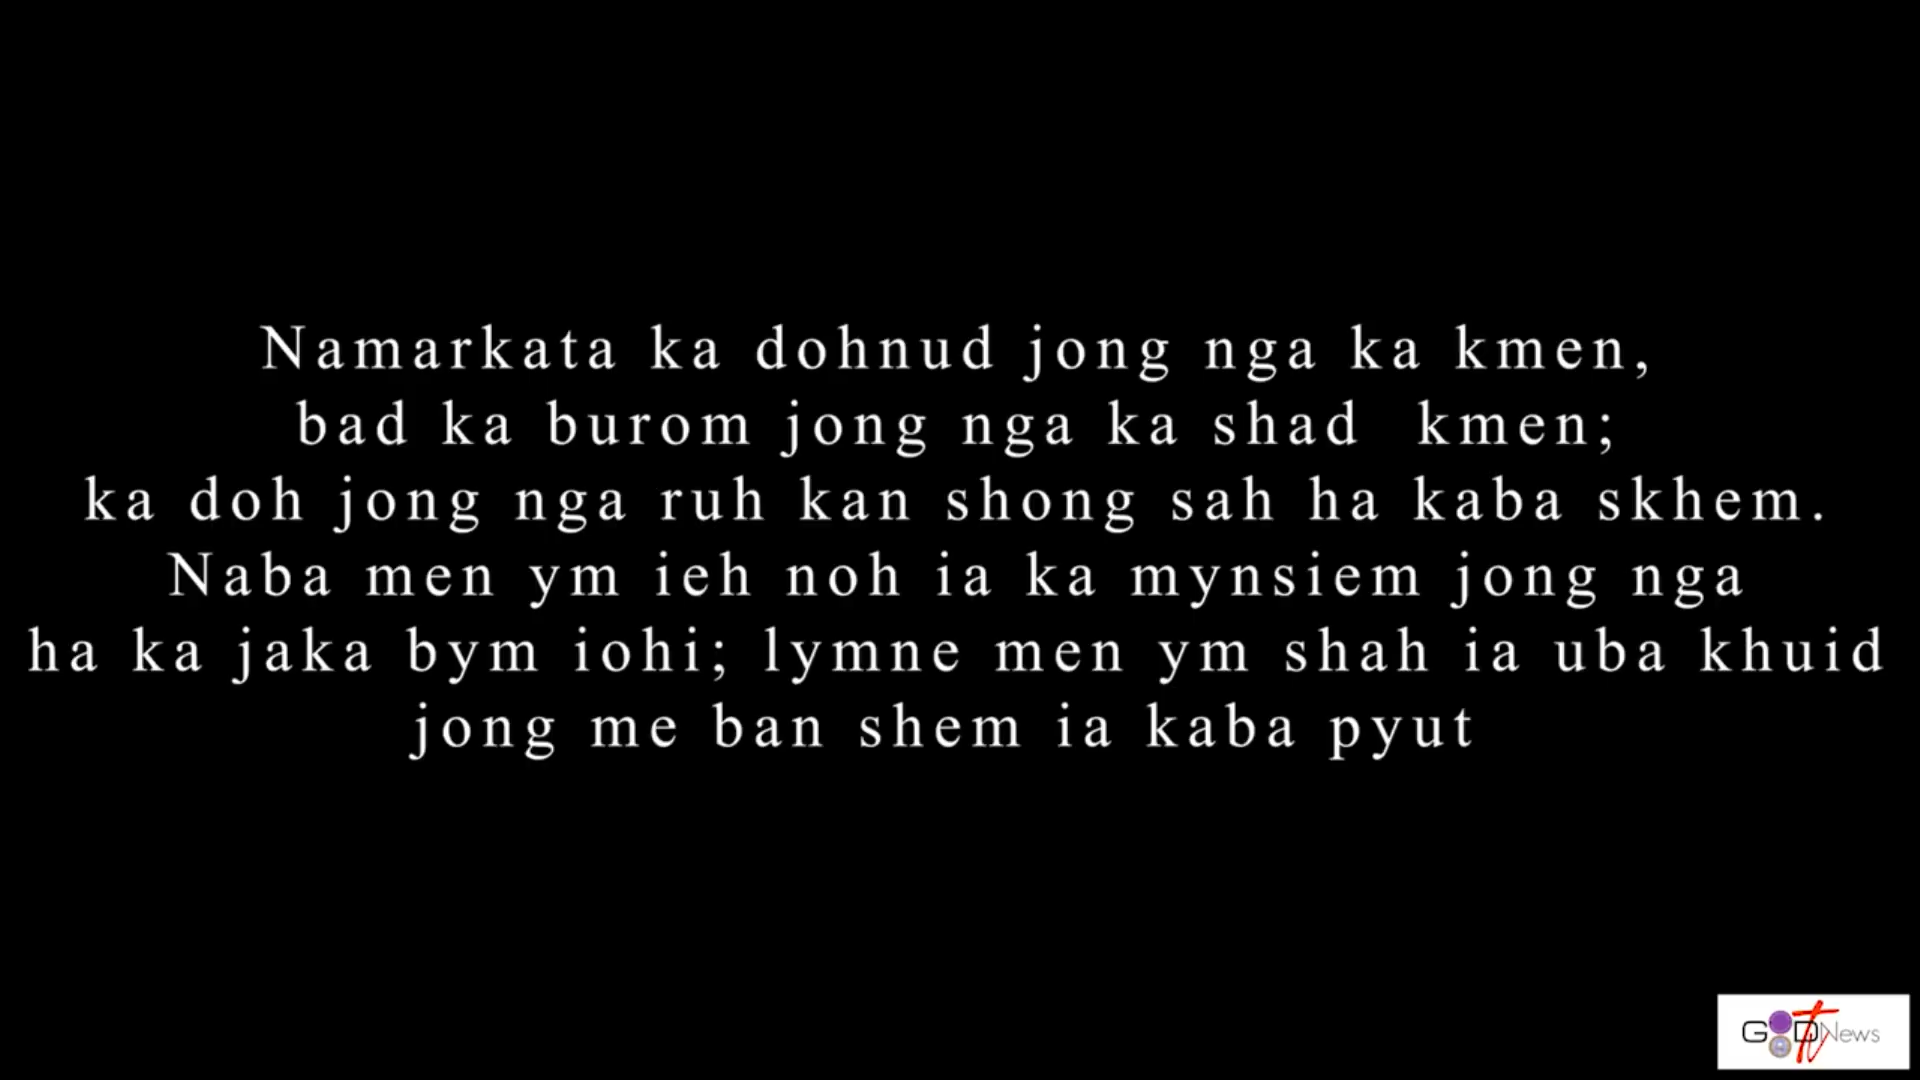 Namarkata ka dohnud jong nga ka kmen,
bad ka burom jong nga ka shad kmen;
ka doh jong nga ruh kan shong sah ha kaba skhem.
Naba men ym ieh noh ia ka mynsiem jong nga
ha ka jaka bym iohi; lymne men ym shah ia uba khuid
jong me ban shem ia kaba pyut
GOOD News tv